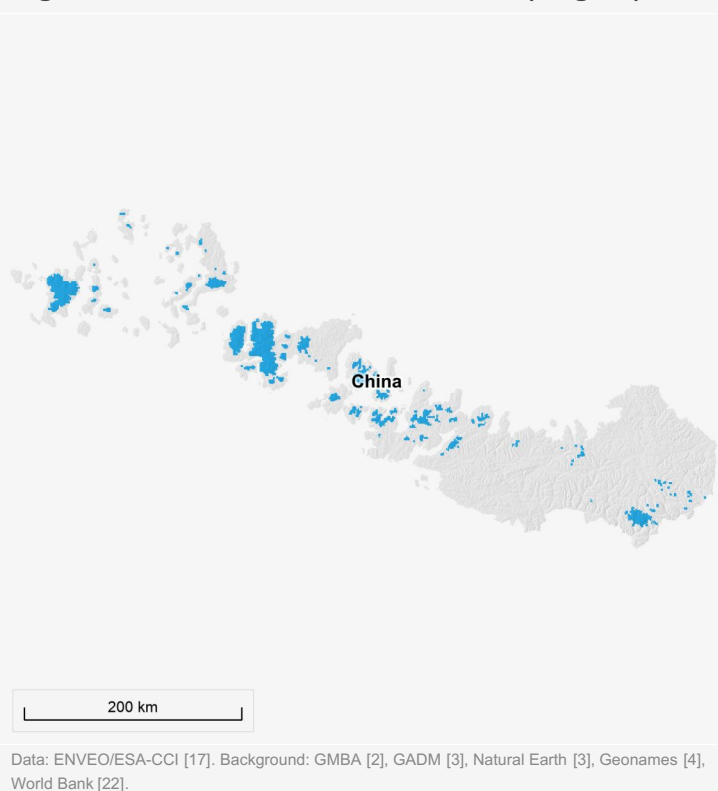 China
200 km
Data: ENVEO/ESA-CCI [17]. Background: GMBA [2], GADM [3], Natural Earth [3], Geonames [4],
World Bank [22].